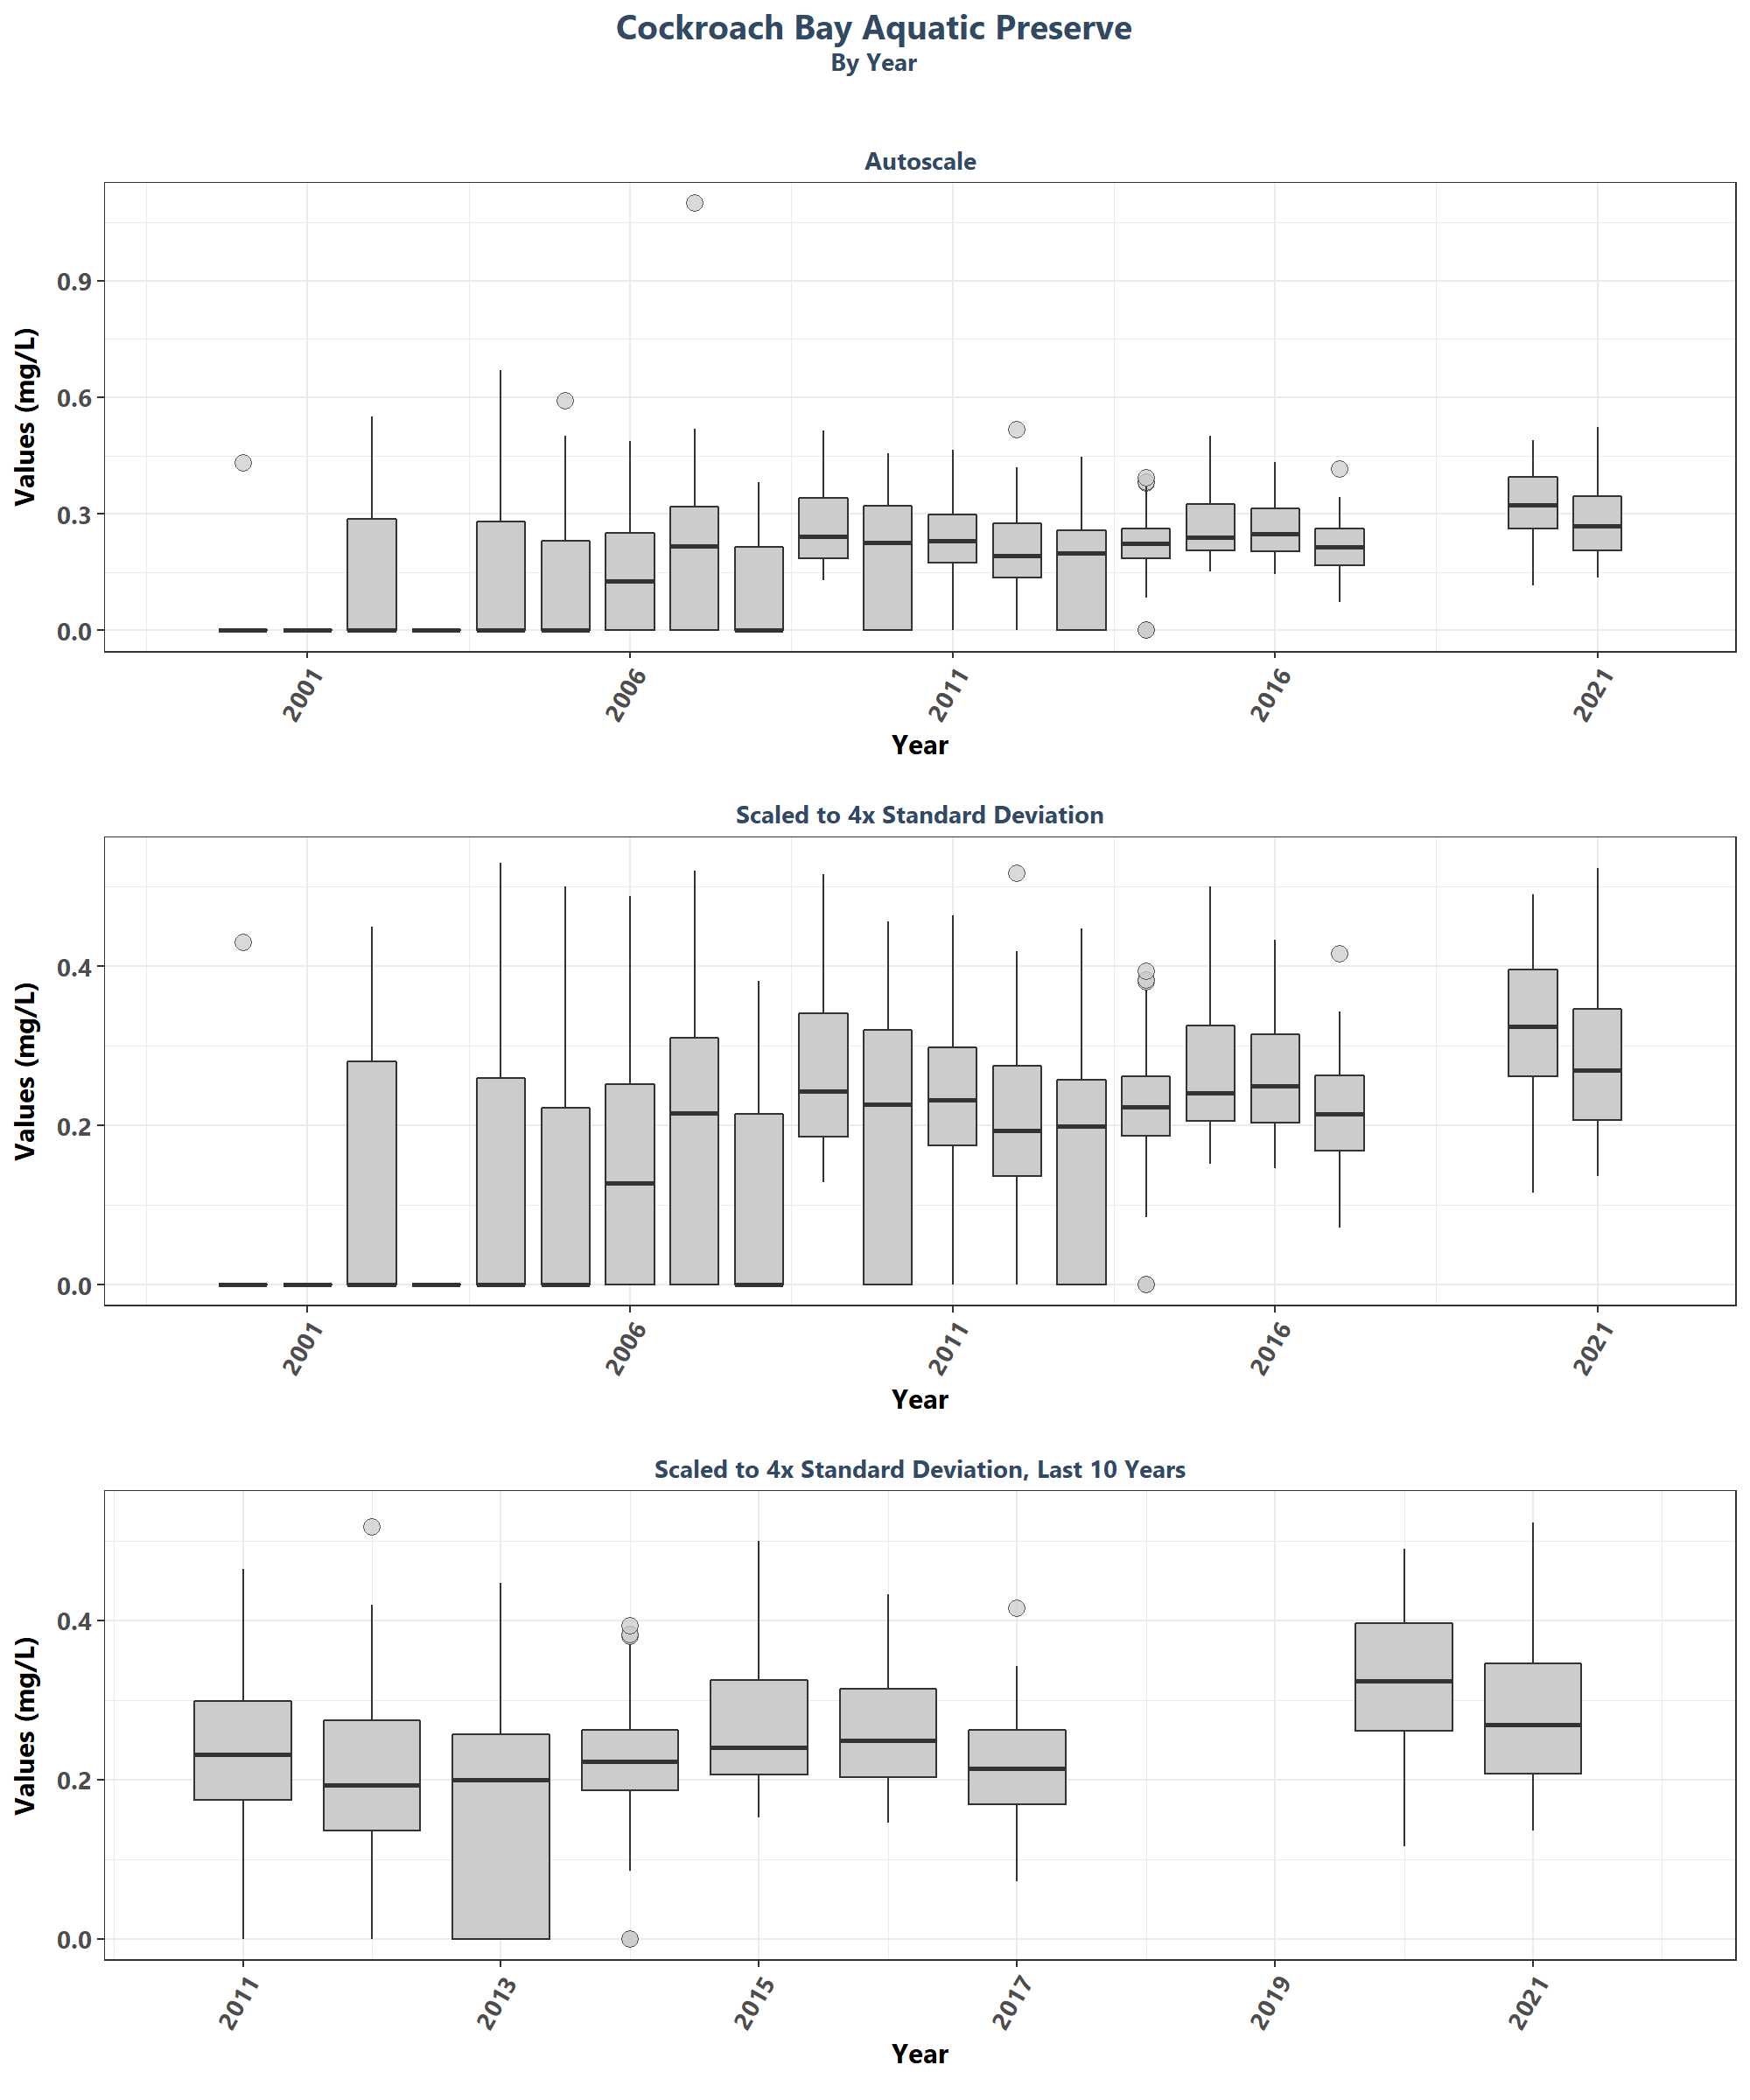 Cockroach Bay Aquatic Preserve
By Year
Autoscale
Values (mg/L)
0.9
0.6
0.3
0.0
2001 2006 2011 2016 2021
Year
Scaled to 4x Standard Deviation
Values (mg/L)
0.4
0.2
0.0
2001 2006 2011 2016 2021
Year
Scaled to 4x Standard Deviation, Last 10 Years
Values (mg/L)
0.4
0.2
0.0
2011 2013 2015 2017 2019 2021
Year